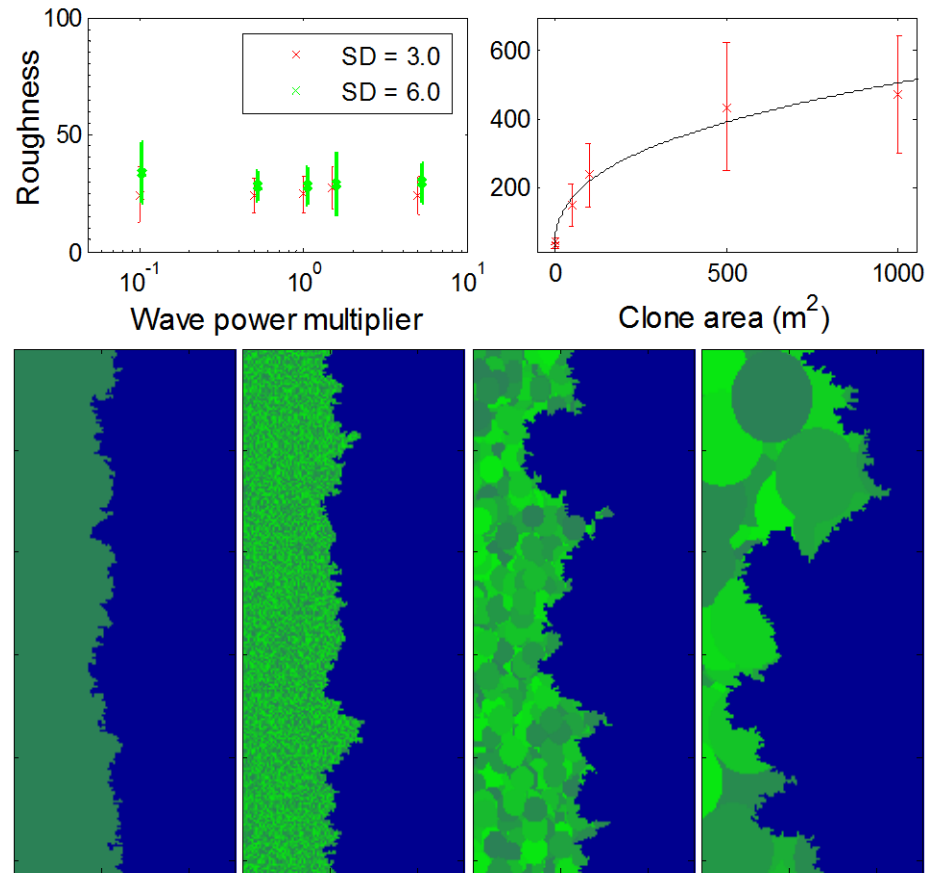 Roughness
100
50
0
SD = 3.0
SD = 6.0
10⁻¹
10⁰
10¹
Wave power multiplier
600
400
200
0
500
1000
Clone area (m²)